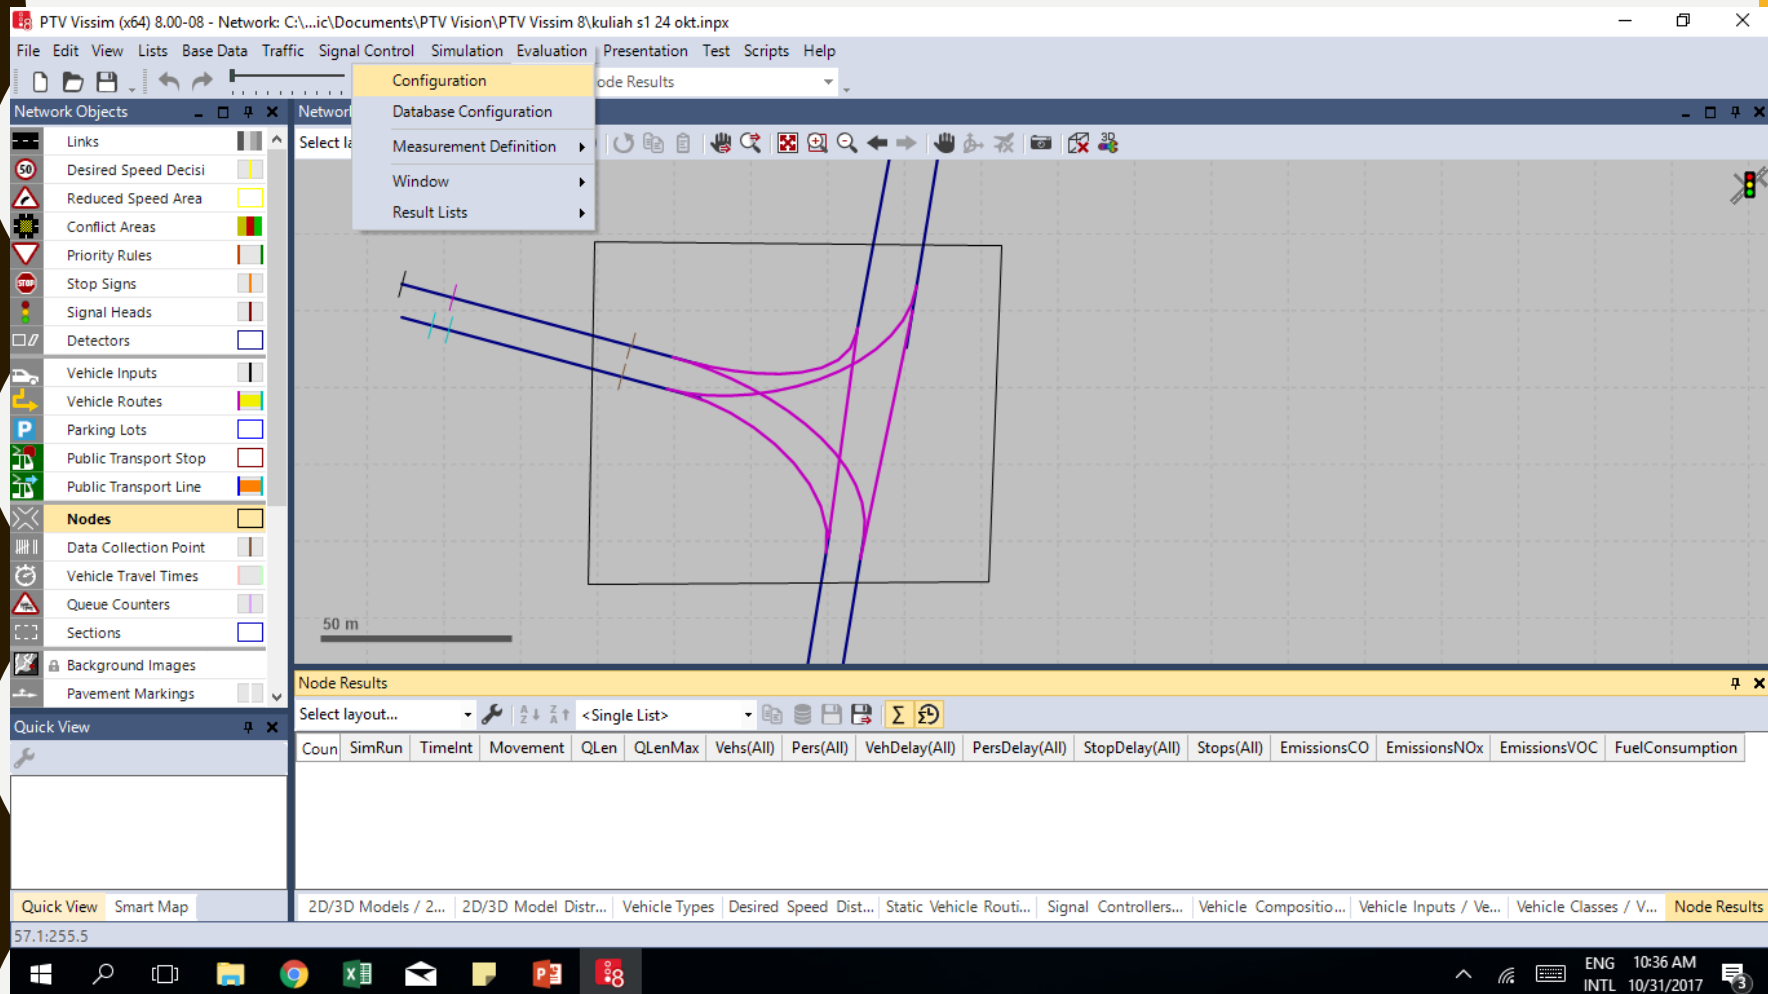 PTV Vissim (x64) 8.00-08 - Network: C:\...ic\Documents\PTV Vision\PTV Vissim 8\kuliah s1 24 okt.inpx
File Edit View Lists Base Data Traffic Signal Control Simulation Evaluation Presentation Test Scripts Help
Configuration
ode Results
Database Configuration
Measurement Definition
Window
Result Lists
Network Objects
Links
50 Desired Speed Decisi
Reduced Speed Area
Conflict Areas
Priority Rules
STOP Stop Signs
Signal Heads
Detectors
Vehicle Inputs
Vehicle Routes
P Parking Lots
Public Transport Stop
Public Transport Line
Nodes
Data Collection Point
Vehicle Travel Times
Queue Counters
Sections
Background Images
Pavement Markings
Networ
Select la
3D
50 m
Node Results
Select layout...
<Single List>
Coun SimRun TimeInt Movement QLen QLenMax Vehs(All) Pers(All) VehDelay(All) PersDelay(All) StopDelay(All) Stops(All) EmissionsCO EmissionsNOx EmissionsVOC FuelConsumption
Quick View
Quick View Smart Map
2D/3D Models / 2... 2D/3D Model Distr... Vehicle Types Desired Speed Dist... Static Vehicle Routi... Signal Controllers... Vehicle Compositio... Vehicle Inputs / Ve... Vehicle Classes / V... Node Results
57.1:255.5
ENG 10:36 AM
INTL 10/31/2017
3